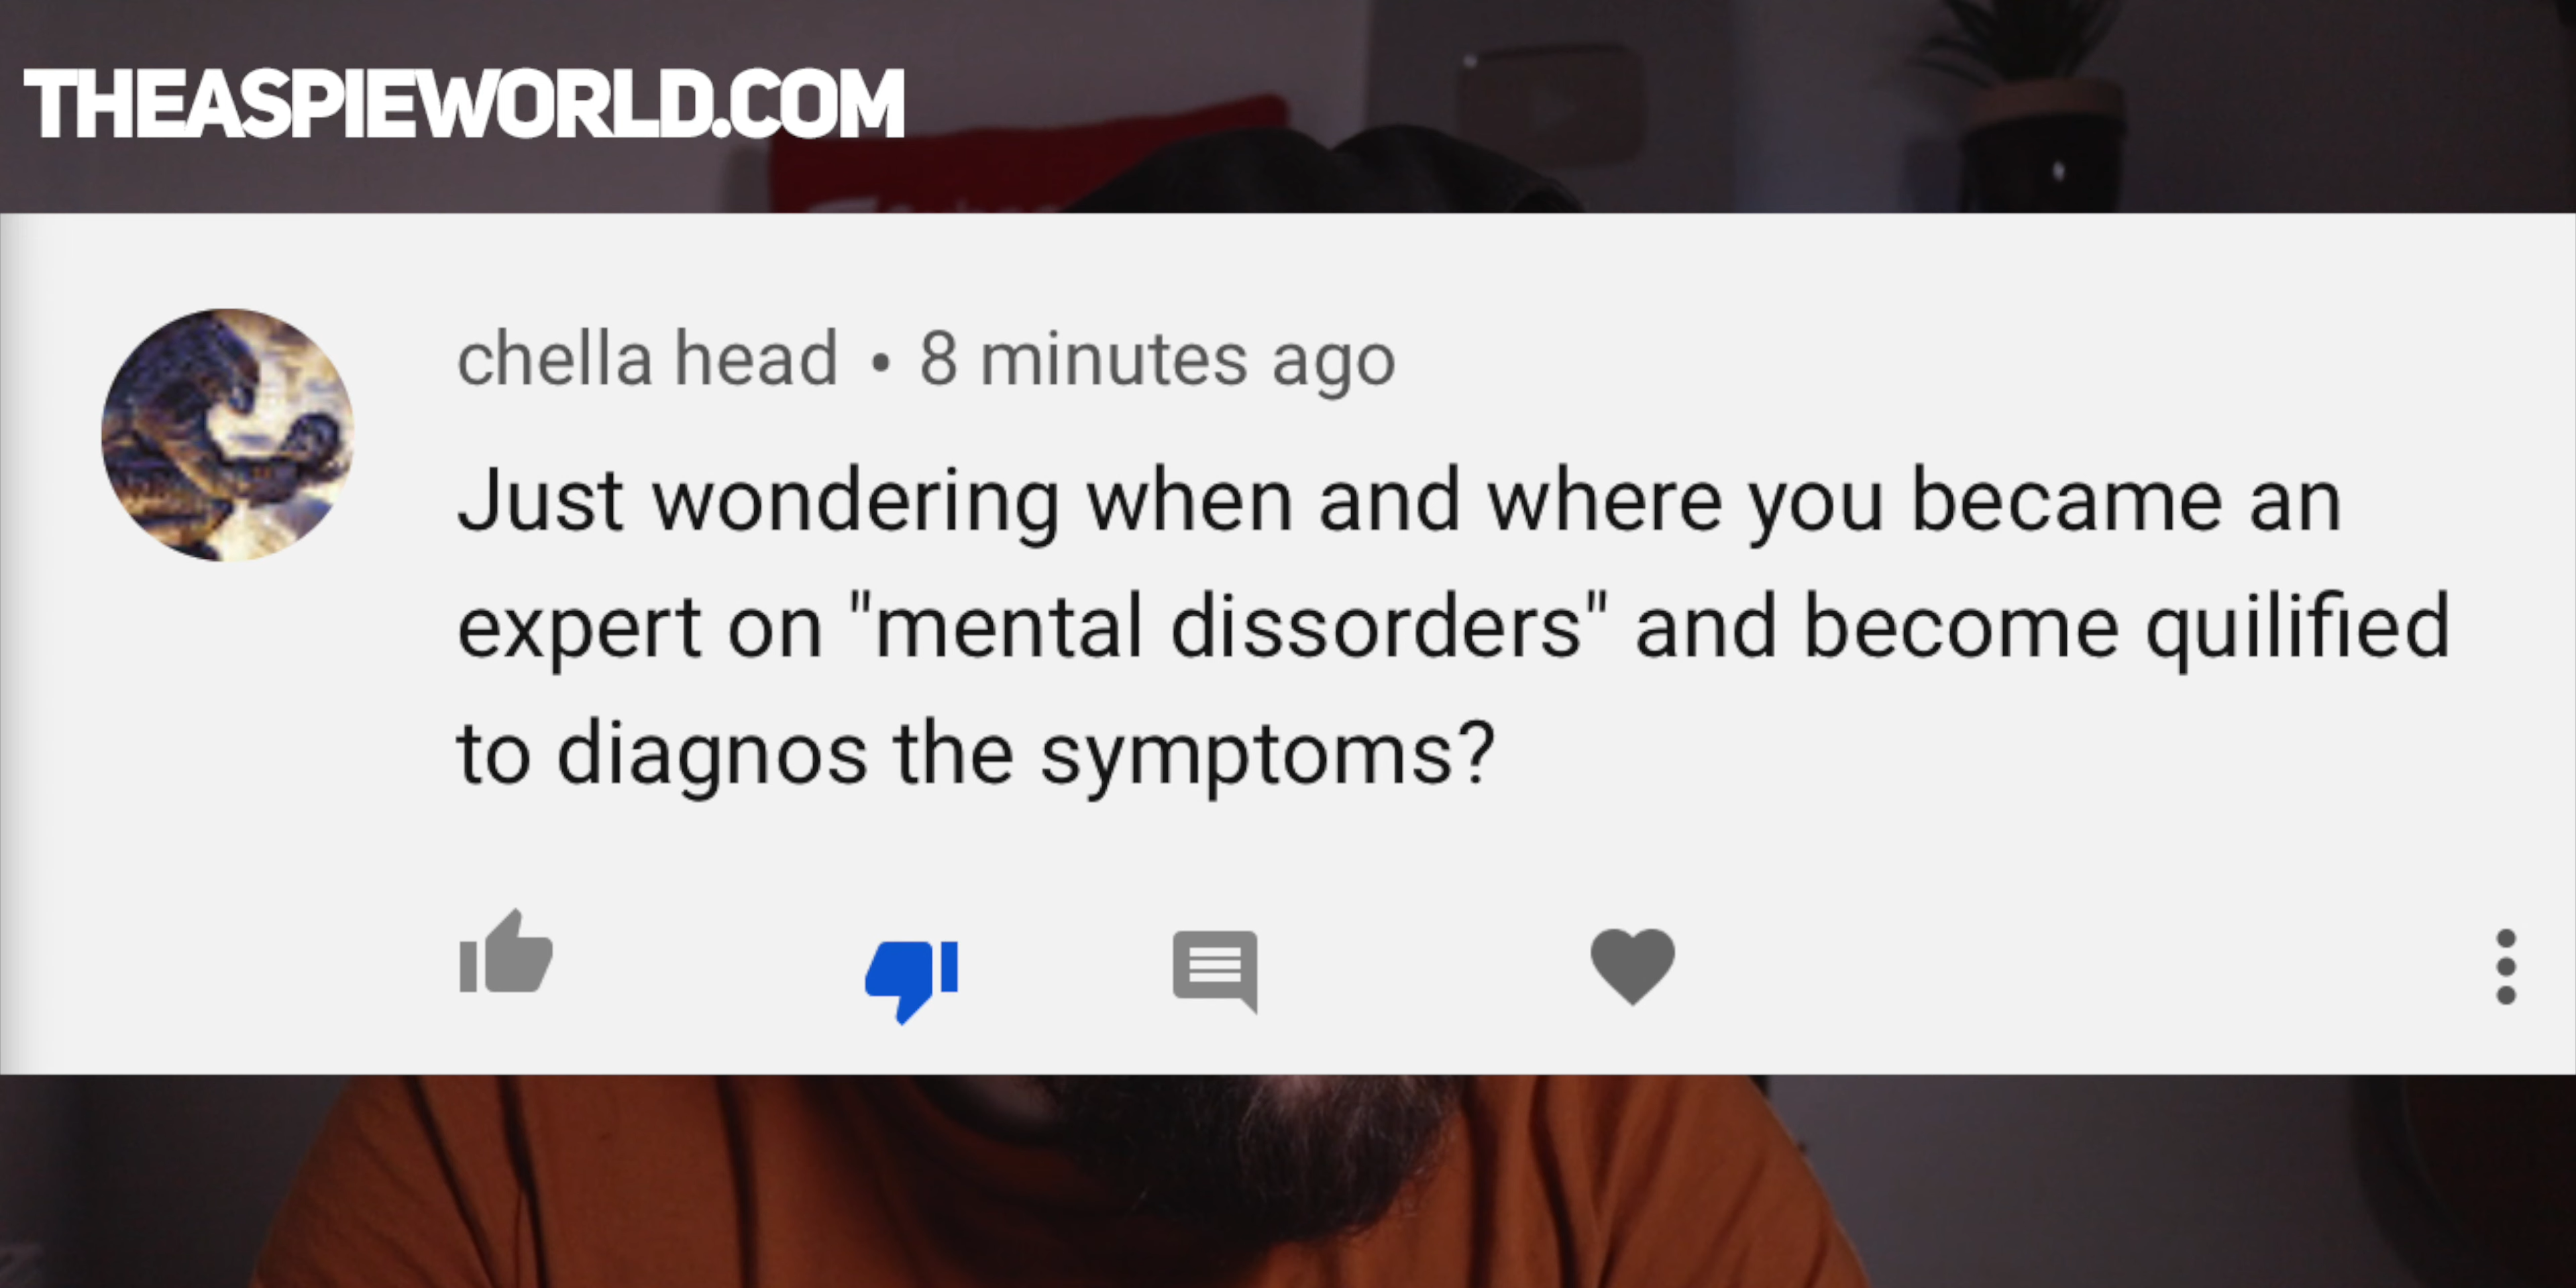 THEASPIEWORLD.COM
chella head • 8 minutes ago
Just wondering when and where you became an
expert on "mental dissorders" and become quilified
to diagnos the symptoms?